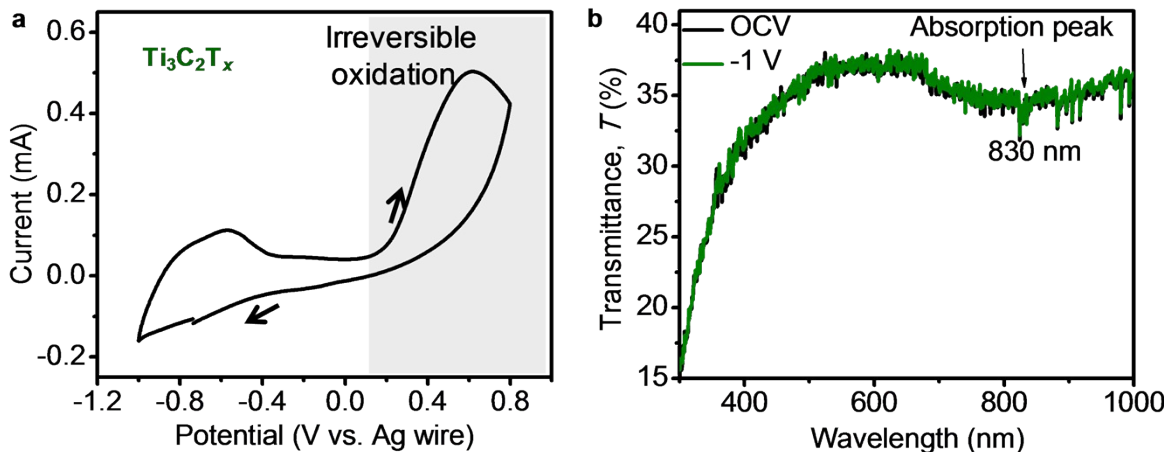 a
0.6
0.4
0.2
0.0
-0.2
Current (mA)
Ti₃C₂Tₓ
Irreversible
oxidation
-1.2 -0.8 -0.4 0.0 0.4 0.8
Potential (V vs. Ag wire)
b
40
35
30
25
20
15
Transmittance, T (%)
OCV
-1 V
Absorption peak
830 nm
400 600 800 1000
Wavelength (nm)